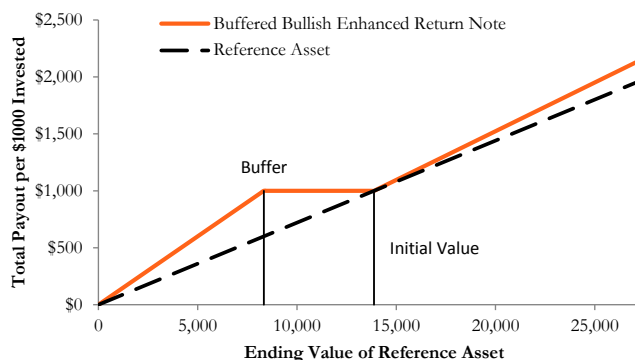 $2,500
$2,000
$1,500
$1,000
$500
$0
Total Payout per $1000 Invested
Buffered Bullish Enhanced Return Note
Reference Asset
Buffer
Initial Value
0
5,000
10,000
15,000
20,000
25,000
Ending Value of Reference Asset